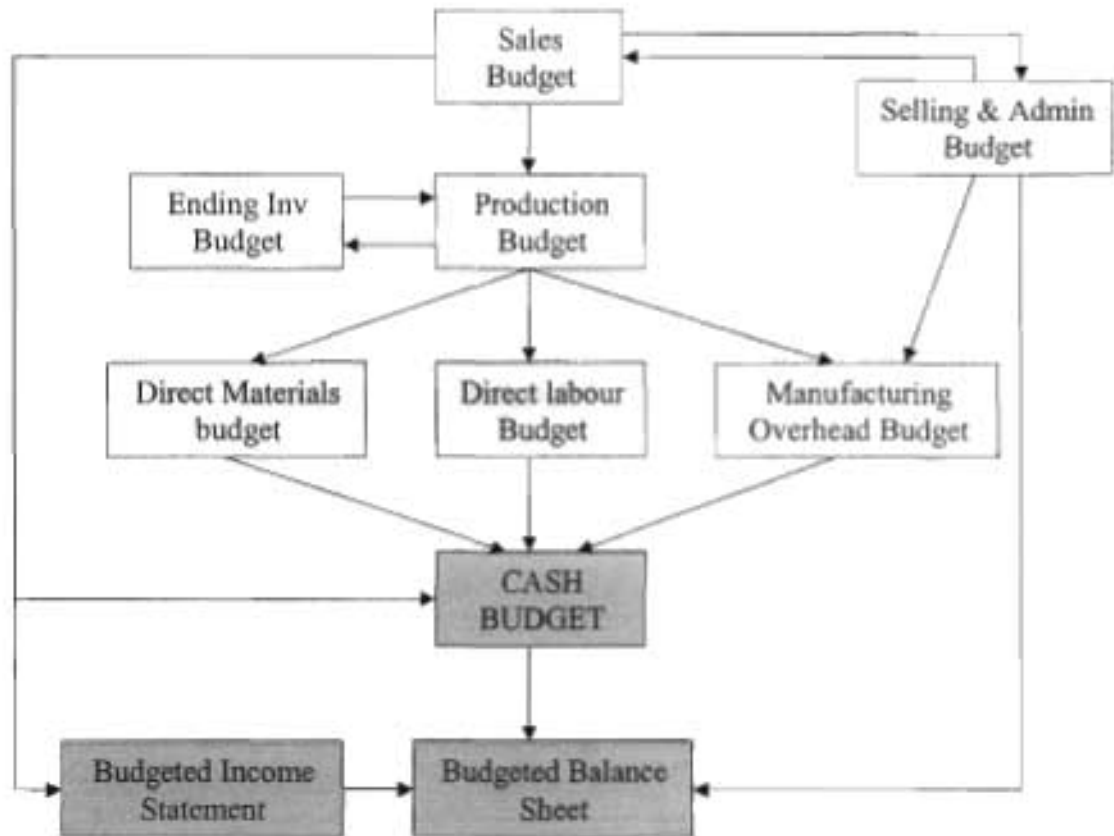 Sales
Budget
Selling & Admin
Budget
Ending Inv
Budget
Production
Budget
Direct Materials
budget
Direct labour
Budget
Manufacturing
Overhead Budget
CASH
BUDGET
Budgeted Income
Statement
Budgeted Balance
Sheet